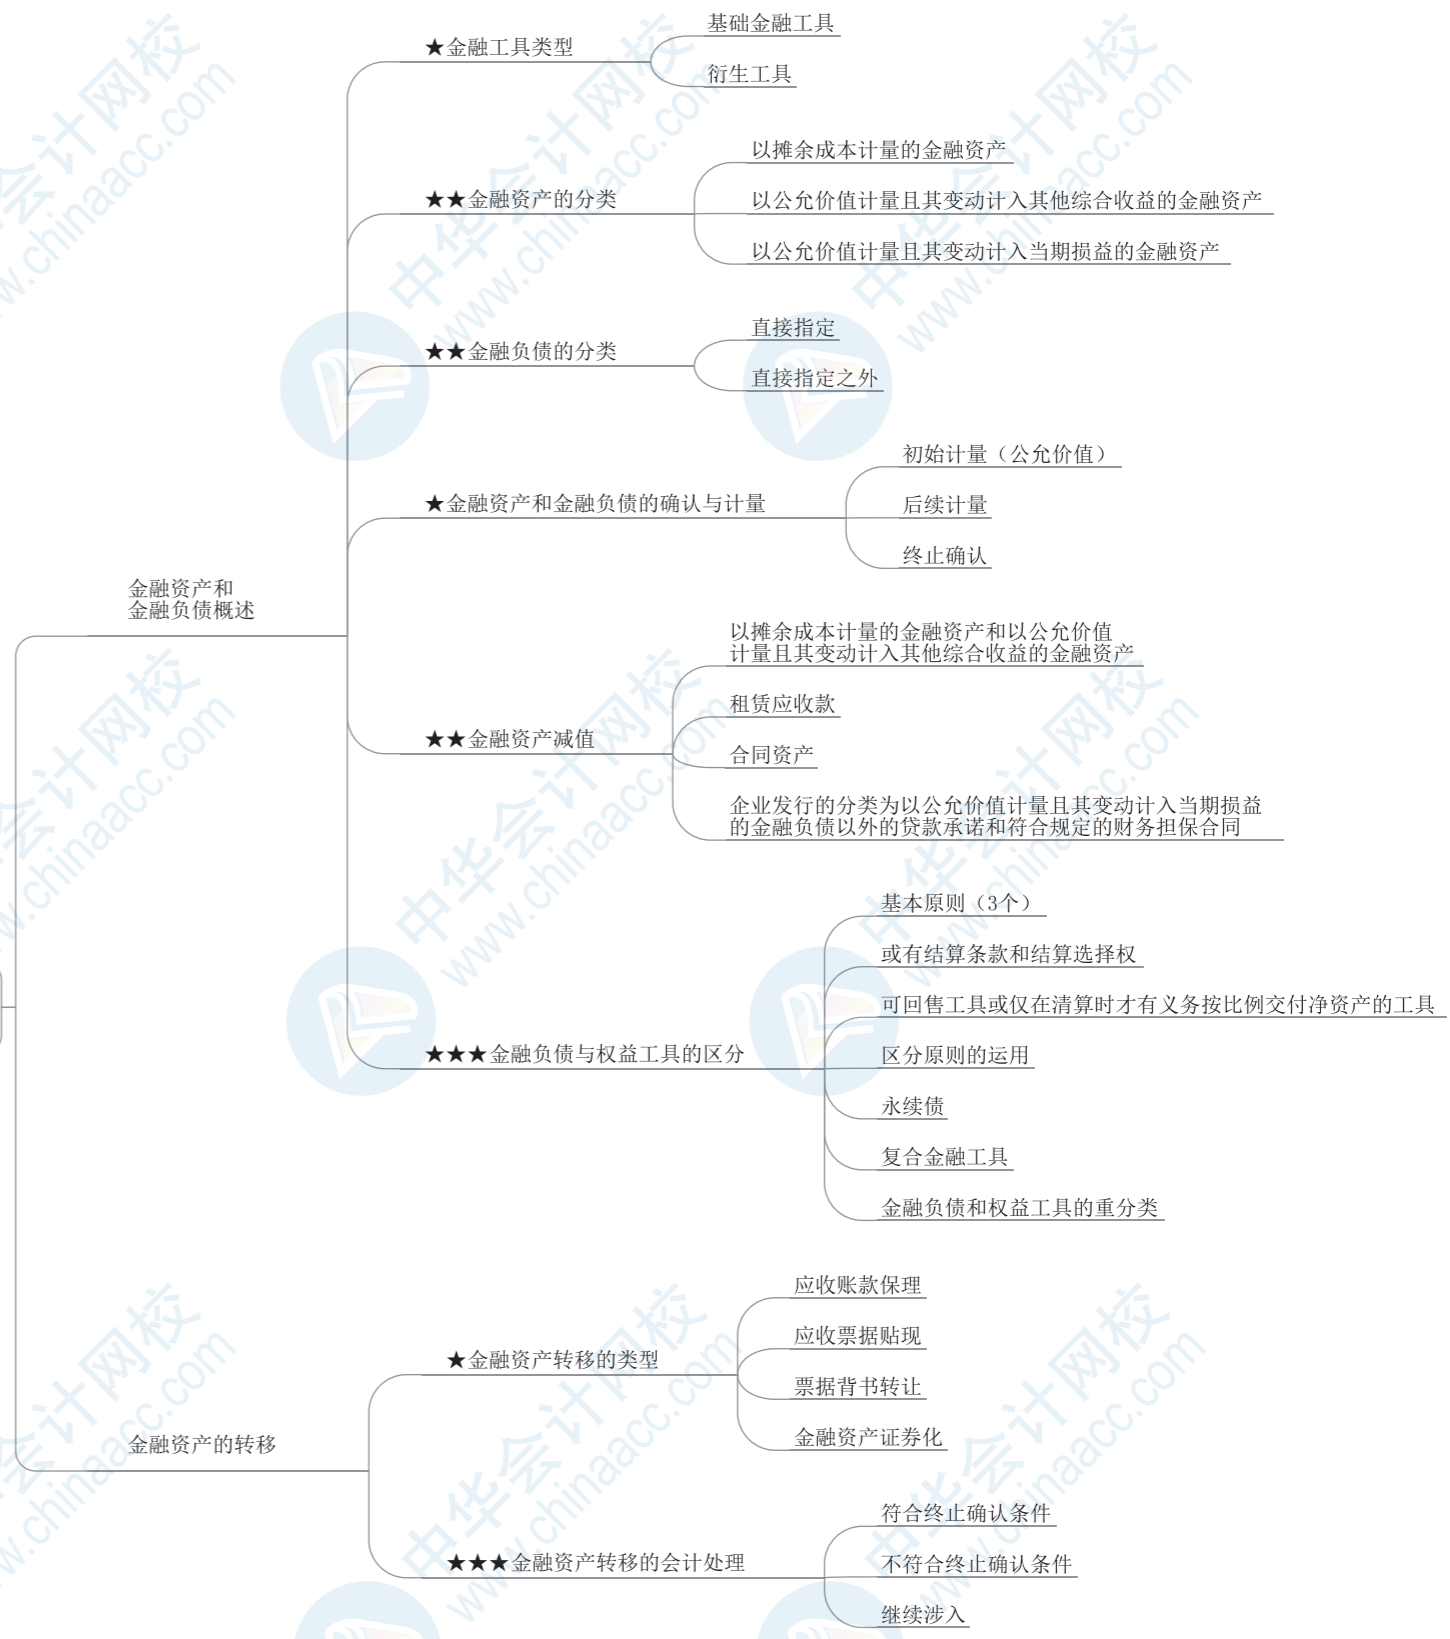 基础金融工具
★金融工具类型
衍生工具
以摊余成本计量的金融资产
★★金融资产的分类
以公允价值计量且其变动计入其他综合收益的金融资产
以公允价值计量且其变动计入当期损益的金融资产
直接指定
★★金融负债的分类
直接指定之外
初始计量（公允价值）
★金融资产和金融负债的确认与计量
后续计量
终止确认
金融资产和
金融负债概述
以摊余成本计量的金融资产和以公允价值
计量且其变动计入其他综合收益的金融资产
租赁应收款
★★金融资产减值
合同资产
企业发行的分类为以公允价值计量且其变动计入当期损益
的金融负债以外的贷款承诺和符合规定的财务担保合同
基本原则（3个）
或有结算条款和结算选择权
可回售工具或仅在清算时才有义务按比例交付净资产的工具
★★★金融负债与权益工具的区分
区分原则的运用
永续债
复合金融工具
金融负债和权益工具的重分类
应收账款保理
应收票据贴现
★金融资产转移的类型
票据背书转让
金融资产证券化
金融资产的转移
符合终止确认条件
★★★金融资产转移的会计处理
不符合终止确认条件
继续涉入
中华会计网校
www.chinaacc.com